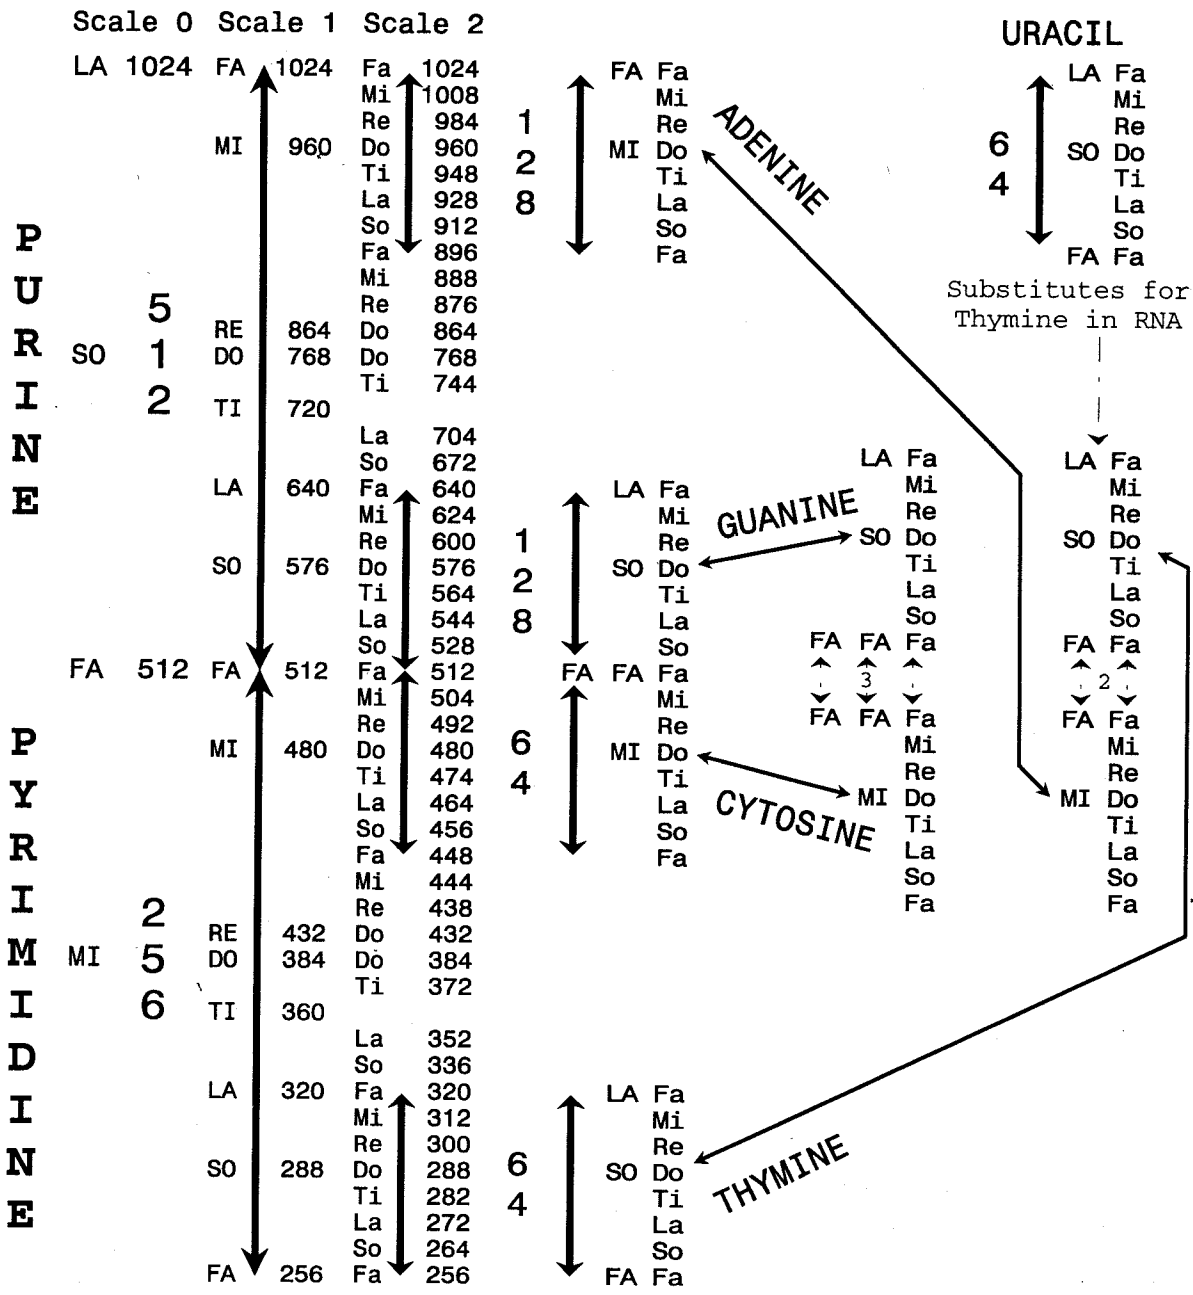 Scale 0 Scale 1 Scale 2 URACIL
LA 1024 FA 1024 Fa 1024 FA Fa LA Fa
Mi 1008 Mi Mi
Re 984 1 Re Re
MI 960 Do 960 2 MI Do ADENINE 6 SO Do
Ti 948 Ti 4 Ti
La 928 8 La La
So 912 So So
Fa 896 Fa FA Fa
Mi 888 Substitutes for
Re 876 Thymine in RNA
PURINE
512
RE 864 Do 864
SO DO 768 Do 768
Ti 744
TI 720
La 704
So 672 LA Fa LA Fa
LA 640 Fa 640 LA Fa Mi Mi
Mi 624 Mi GUANINE Re Re
Re 600 1 Re SO Do SO Do
SO 576 Do 576 2 SO Do Ti Ti
Ti 564 Ti La La
La 544 8 La So So
So 528 So FA FA Fa FA Fa
FA 512 FA 512 Fa 512 FA FA Fa 3 2
Mi 504 Mi FA FA Fa FA Fa
Re 492 Re Mi Mi
MI 480 Do 480 6 MI Do Re Re
Ti 474 4 Ti MI Do MI Do
La 464 La CYTOSINE Ti Ti
So 456 So La La
Fa 448 Fa So So
Mi 444 Fa Fa
Re 438
PYRIMIDINE
256
RE 432 Do 432
MI DO 384 Do 384
Ti 372
TI 360
La 352
So 336
LA 320 Fa 320 LA Fa
Mi 312 Mi
Re 300 Re
SO 288 Do 288 6 SO Do THYMINE
Ti 282 4 Ti
La 272 La
So 264 So
FA 256 Fa 256 FA Fa